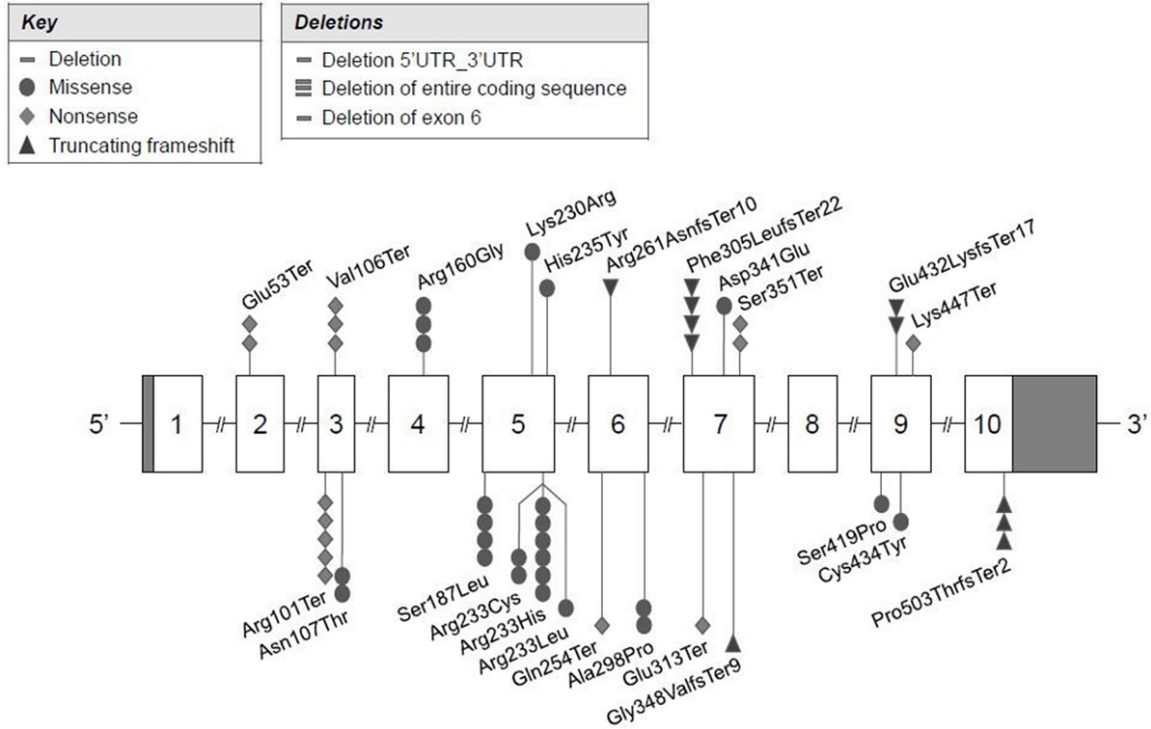 Key
Deletion
Missense
Nonsense
Truncating frameshift
Deletions
Deletion 5’UTR_3’UTR
Deletion of entire coding sequence
Deletion of exon 6
Glu53Ter
Val106Ter
Arg160Gly
Lys230Arg
His235Tyr
Arg261AsnfsTer10
Phe305LeufsTer22
Asp341Glu
Ser351Ter
Glu432LysfsTer17
Lys447Ter
5’ 1 // 2 // 3 // 4 // 5 // 6 // 7 // 8 // 9 // 10 3’
Arg101Ter
Asn107Thr
Ser187Leu
Arg233Cys
Arg233His
Arg233Leu
Gln254Ter
Ala298Pro
Glu313Ter
Gly348ValfsTer9
Ser419Pro
Cys434Tyr
Pro503ThrfsTer2